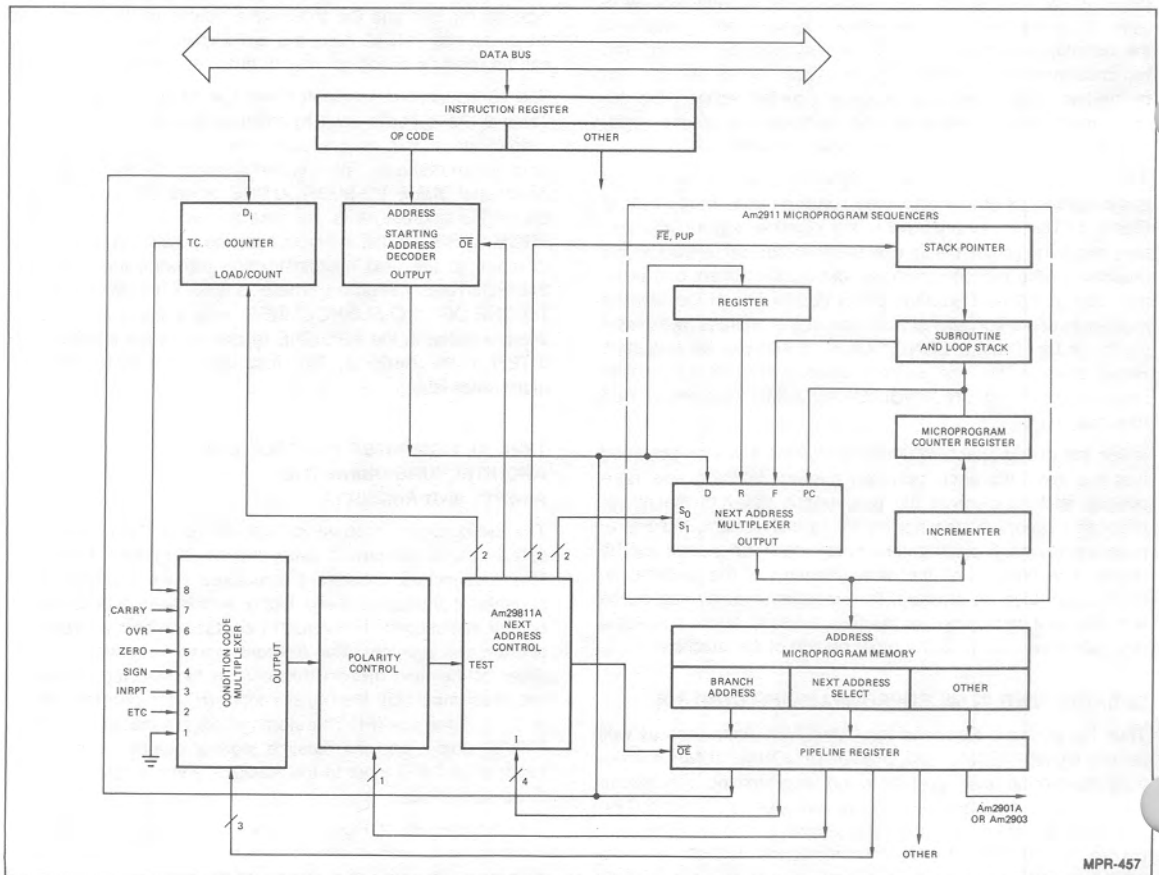 DATA BUS
INSTRUCTION REGISTER
OP CODE
OTHER
Am2911 MICROPROGRAM SEQUENCERS
DI
TC.
COUNTER
LOAD/COUNT
ADDRESS
STARTING
ADDRESS
DECODER
OE
OUTPUT
FE, PUP
STACK POINTER
REGISTER
SUBROUTINE
AND LOOP STACK
MICROPROGRAM
COUNTER REGISTER
D R F PC
S0
S1
NEXT ADDRESS
MULTIPLEXER
OUTPUT
INCREMENTER
2
2
2
8
CARRY 7
OVR 6
ZERO 5
SIGN 4
INRPT 3
ETC 2
1
CONDITION CODE
MULTIPLEXER
OUTPUT
POLARITY
CONTROL
Am29811A
NEXT
ADDRESS
CONTROL
TEST
I
ADDRESS
MICROPROGRAM MEMORY
BRANCH
ADDRESS
NEXT ADDRESS
SELECT
OTHER
OE
PIPELINE REGISTER
1
4
3
Am2901A
OR Am2903
OTHER
MPR-457